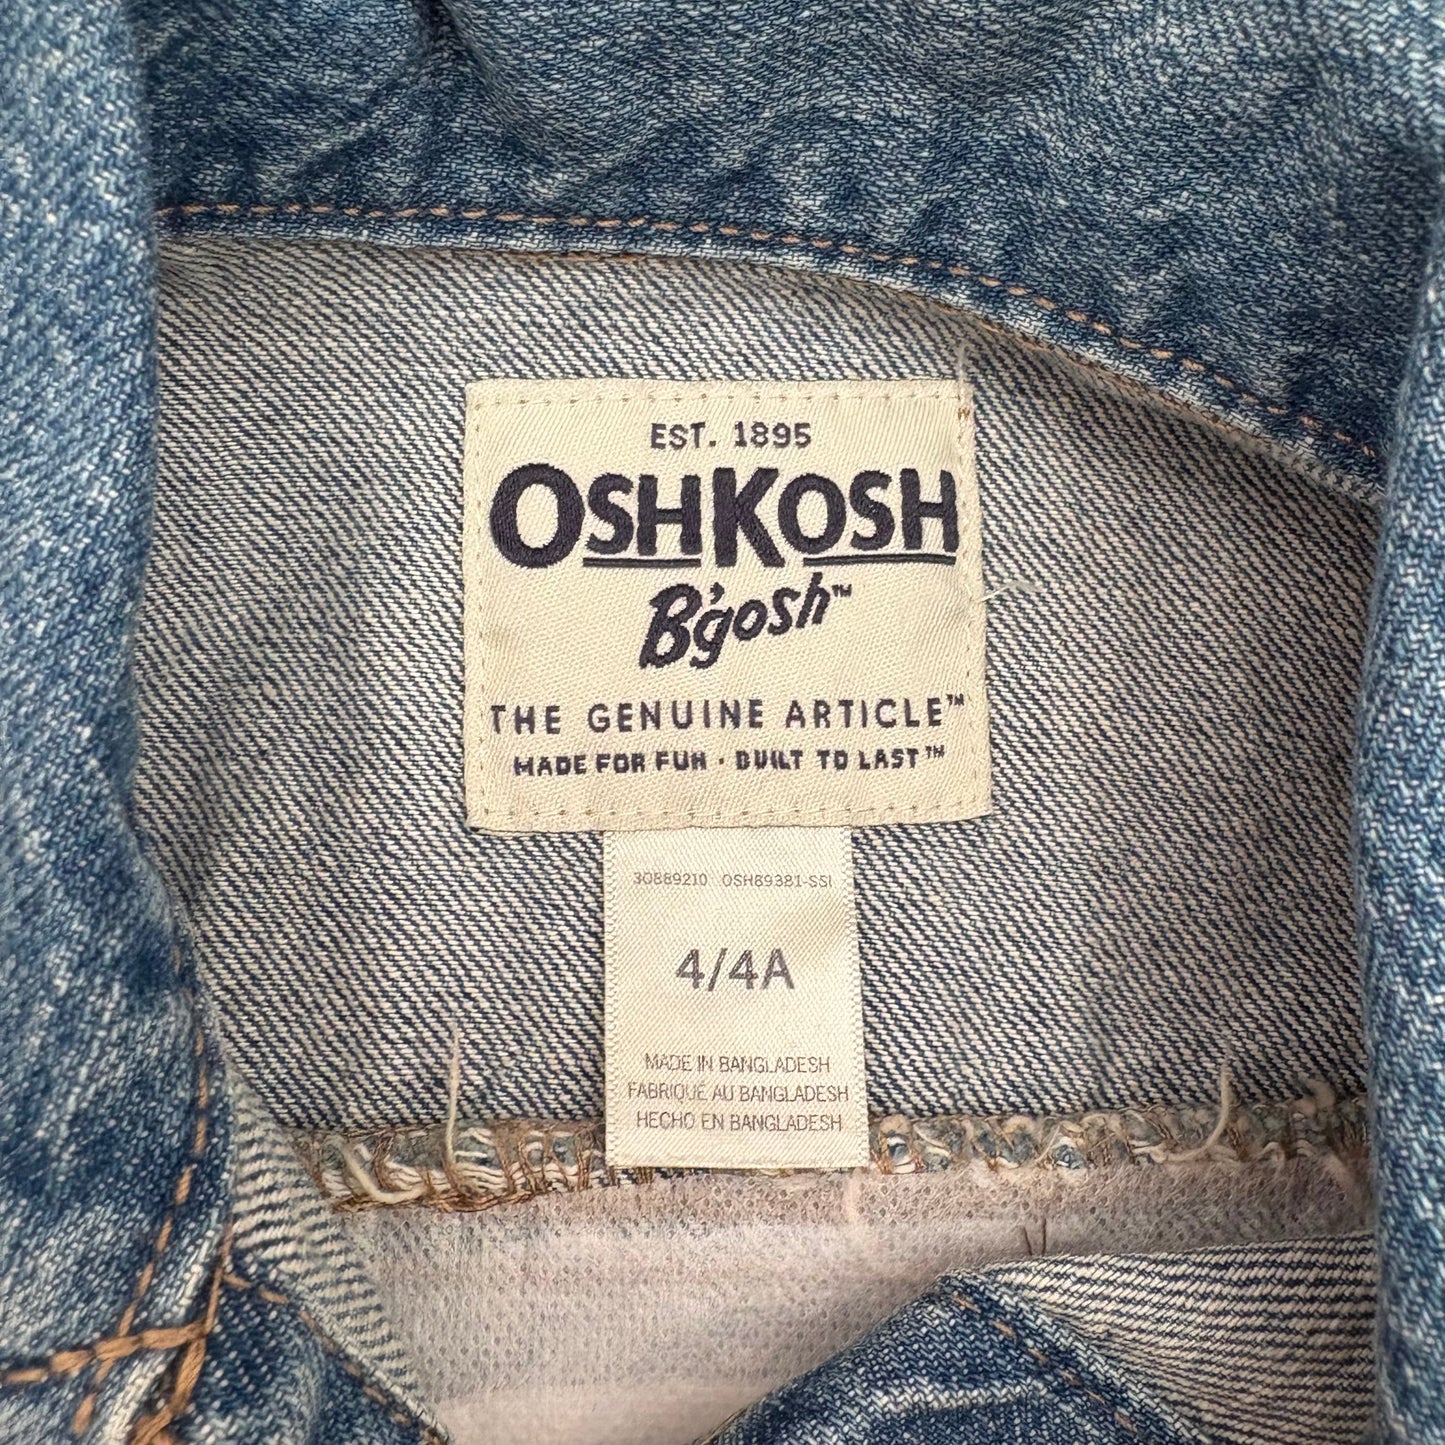 EST. 1895
OSHKOSH
B'gosh™
THE GENUINE ARTICLE™
MADE FOR FUN · BUILT TO LAST™
30889210 OSH89381-SSI
4/4A
MADE IN BANGLADESH
FABRIQUE AU BANGLADESH
HECHO EN BANGLADESH